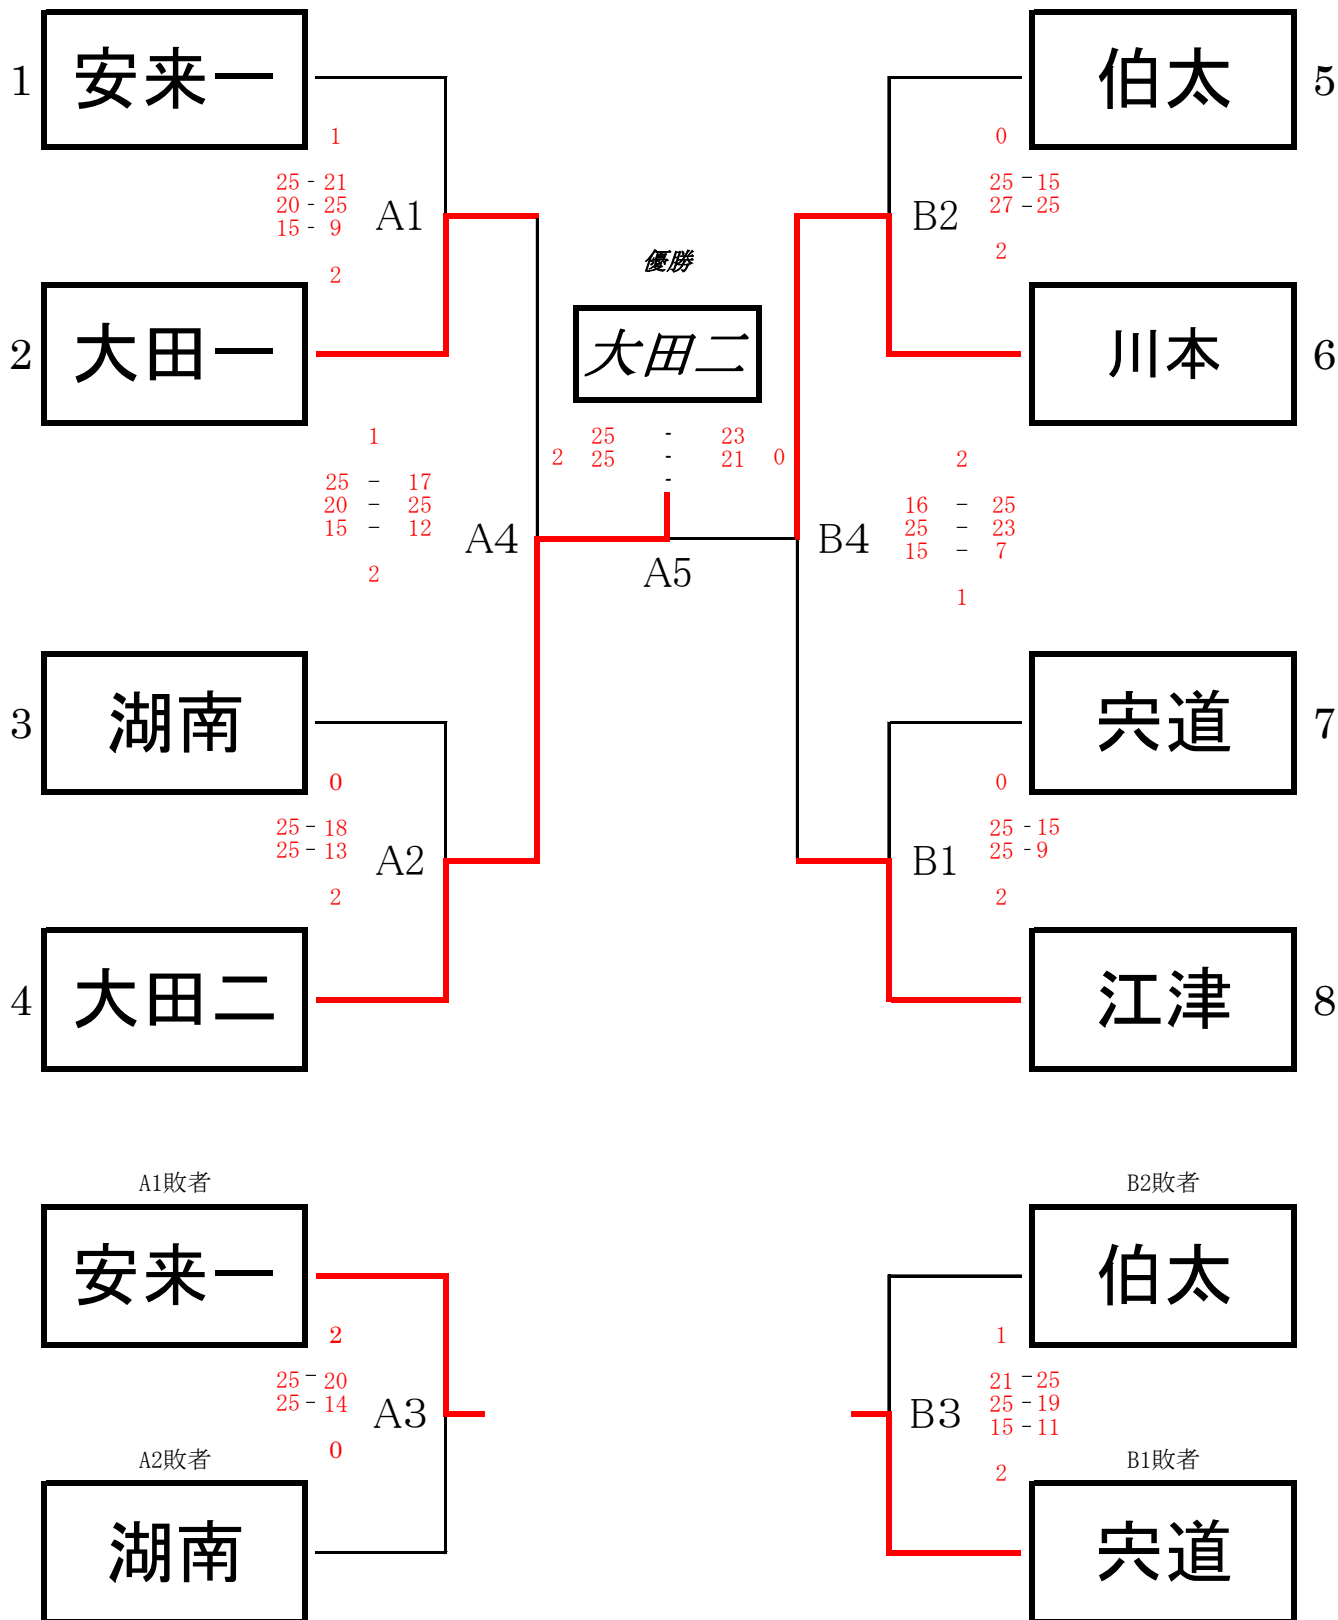 1 安来一
伯太 5
1
25 - 21
20 - 25
15 - 9
2
A1
0
25 - 15
27 - 25
2
B2
2 大田一
川本 6
優勝
大田二
2 25 - 23 0
25 - 21
-
1
25 - 17
20 - 25
15 - 12
2
A4
A5
B4
2
16 - 25
25 - 23
15 - 7
1
3 湖南
宍道 7
0
25 - 18
25 - 13
2
A2
0
25 - 15
25 - 9
2
B1
4 大田二
江津 8
A1敗者
安来一
B2敗者
伯太
2
25 - 20
25 - 14
0
A3
1
21 - 25
25 - 19
15 - 11
2
B3
A2敗者
湖南
B1敗者
宍道